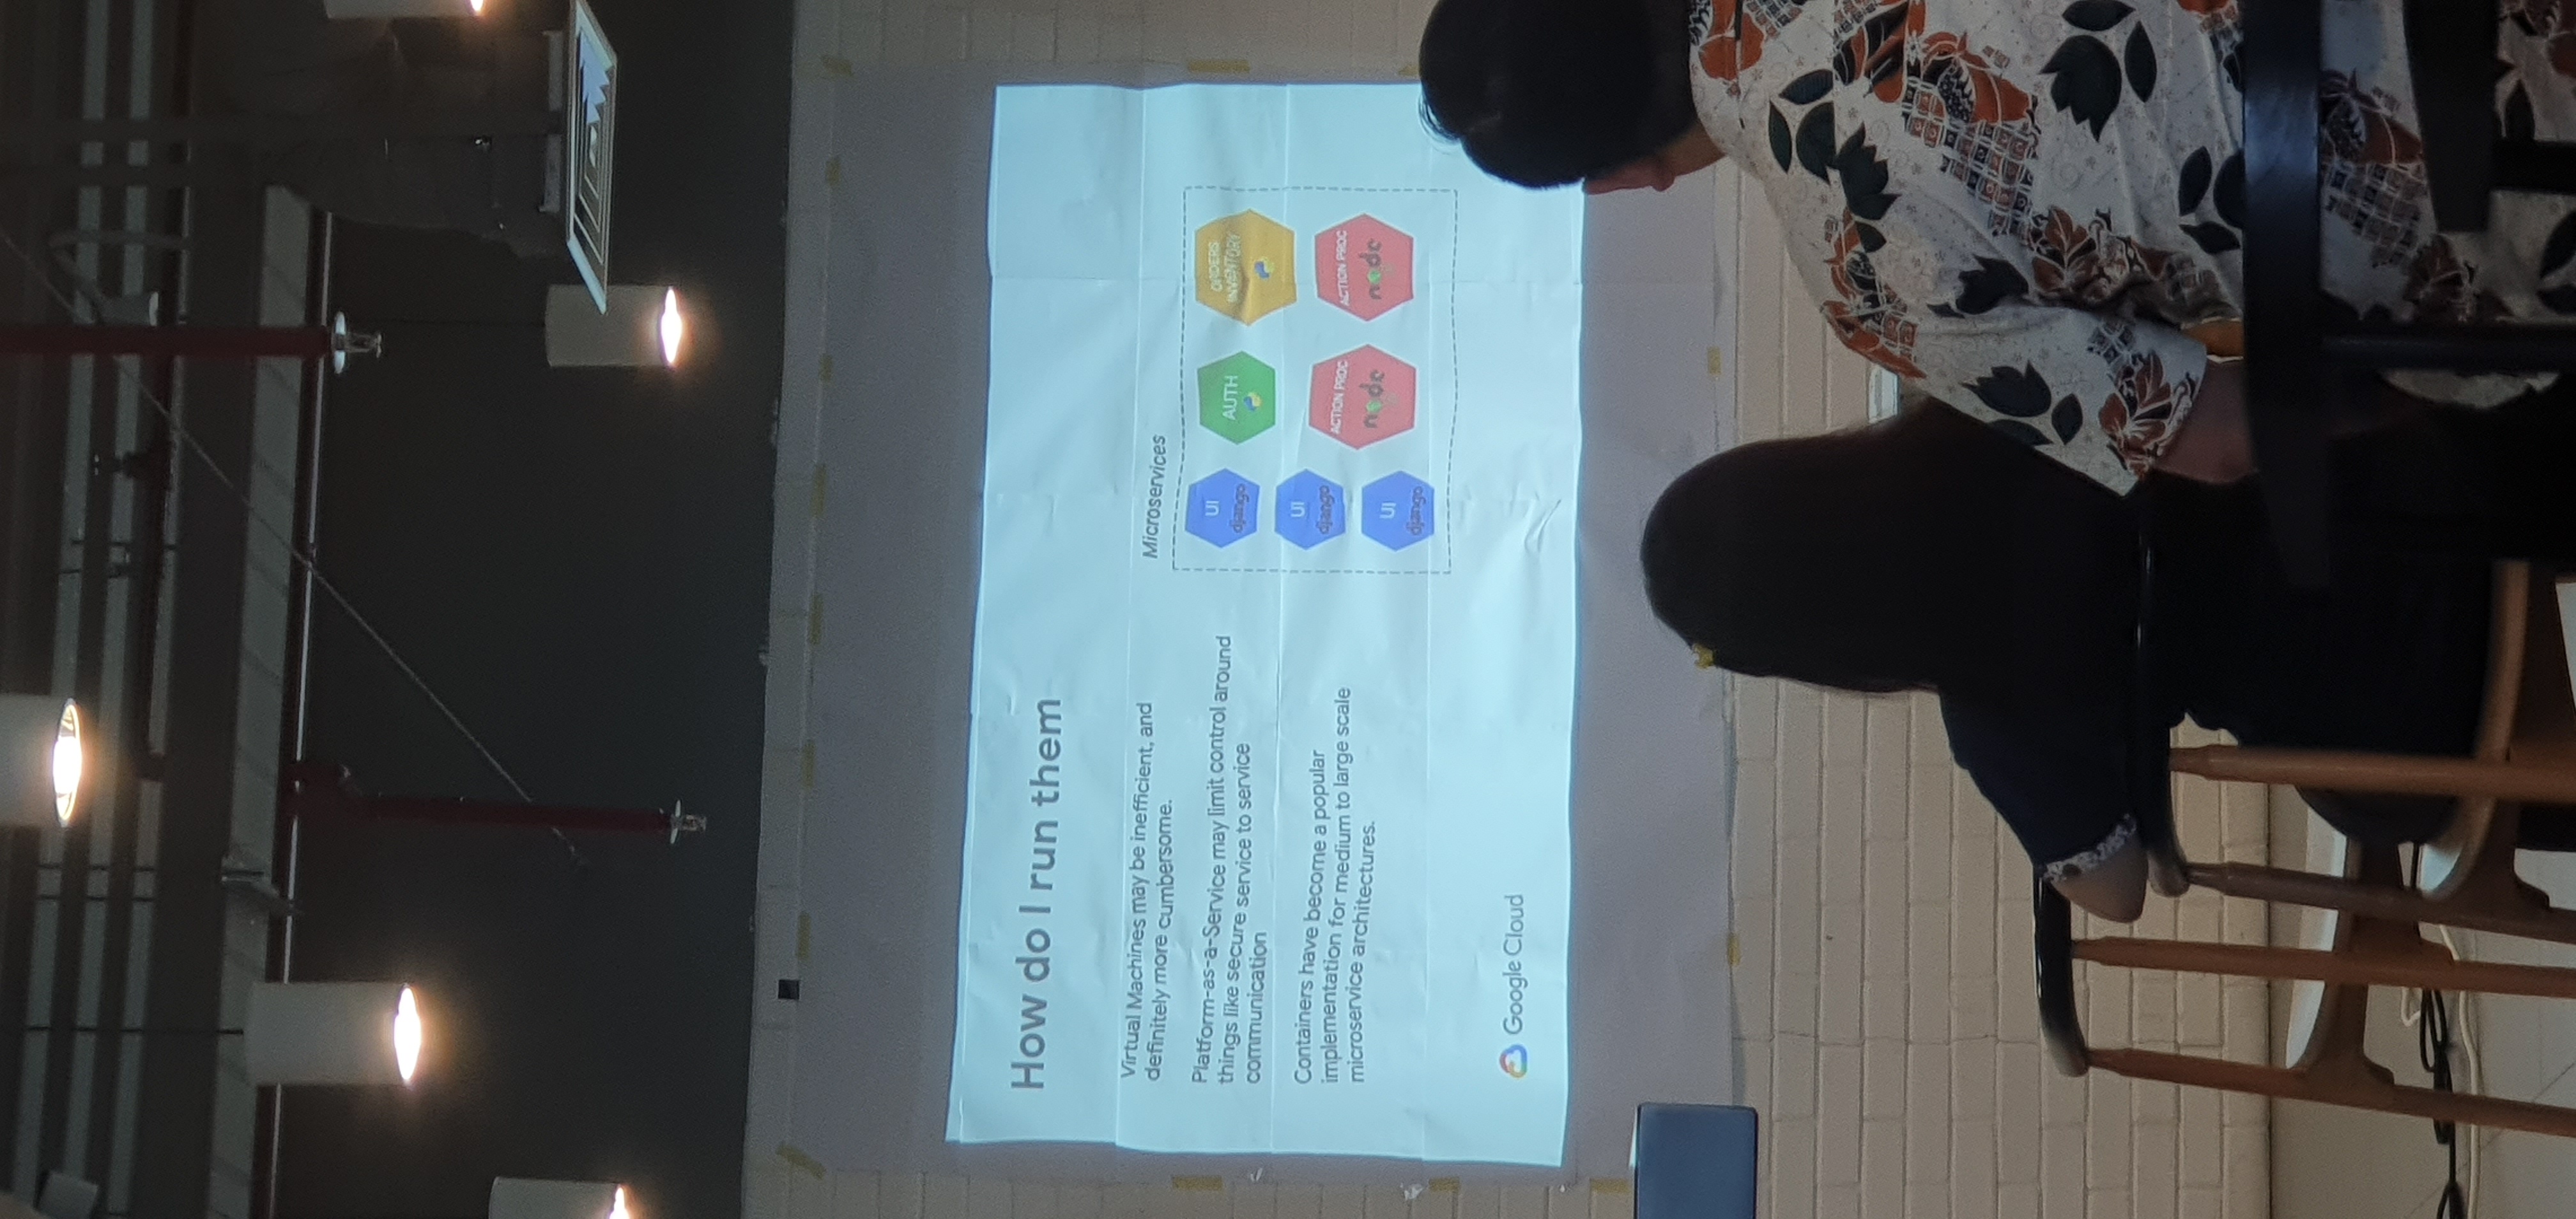 How do I run them
Virtual Machines may be inefficient, and
definitely more cumbersome.
Platform-as-a-Service may limit control around
things like secure service to service
communication
Containers have become a popular
implementation for medium to large scale
microservice architectures.
Microservices
UI
django
AUTH
ORDERS
INVENTORY
UI
django
ACTION PROC
node
ACTION PROC
node
UI
django
Google Cloud